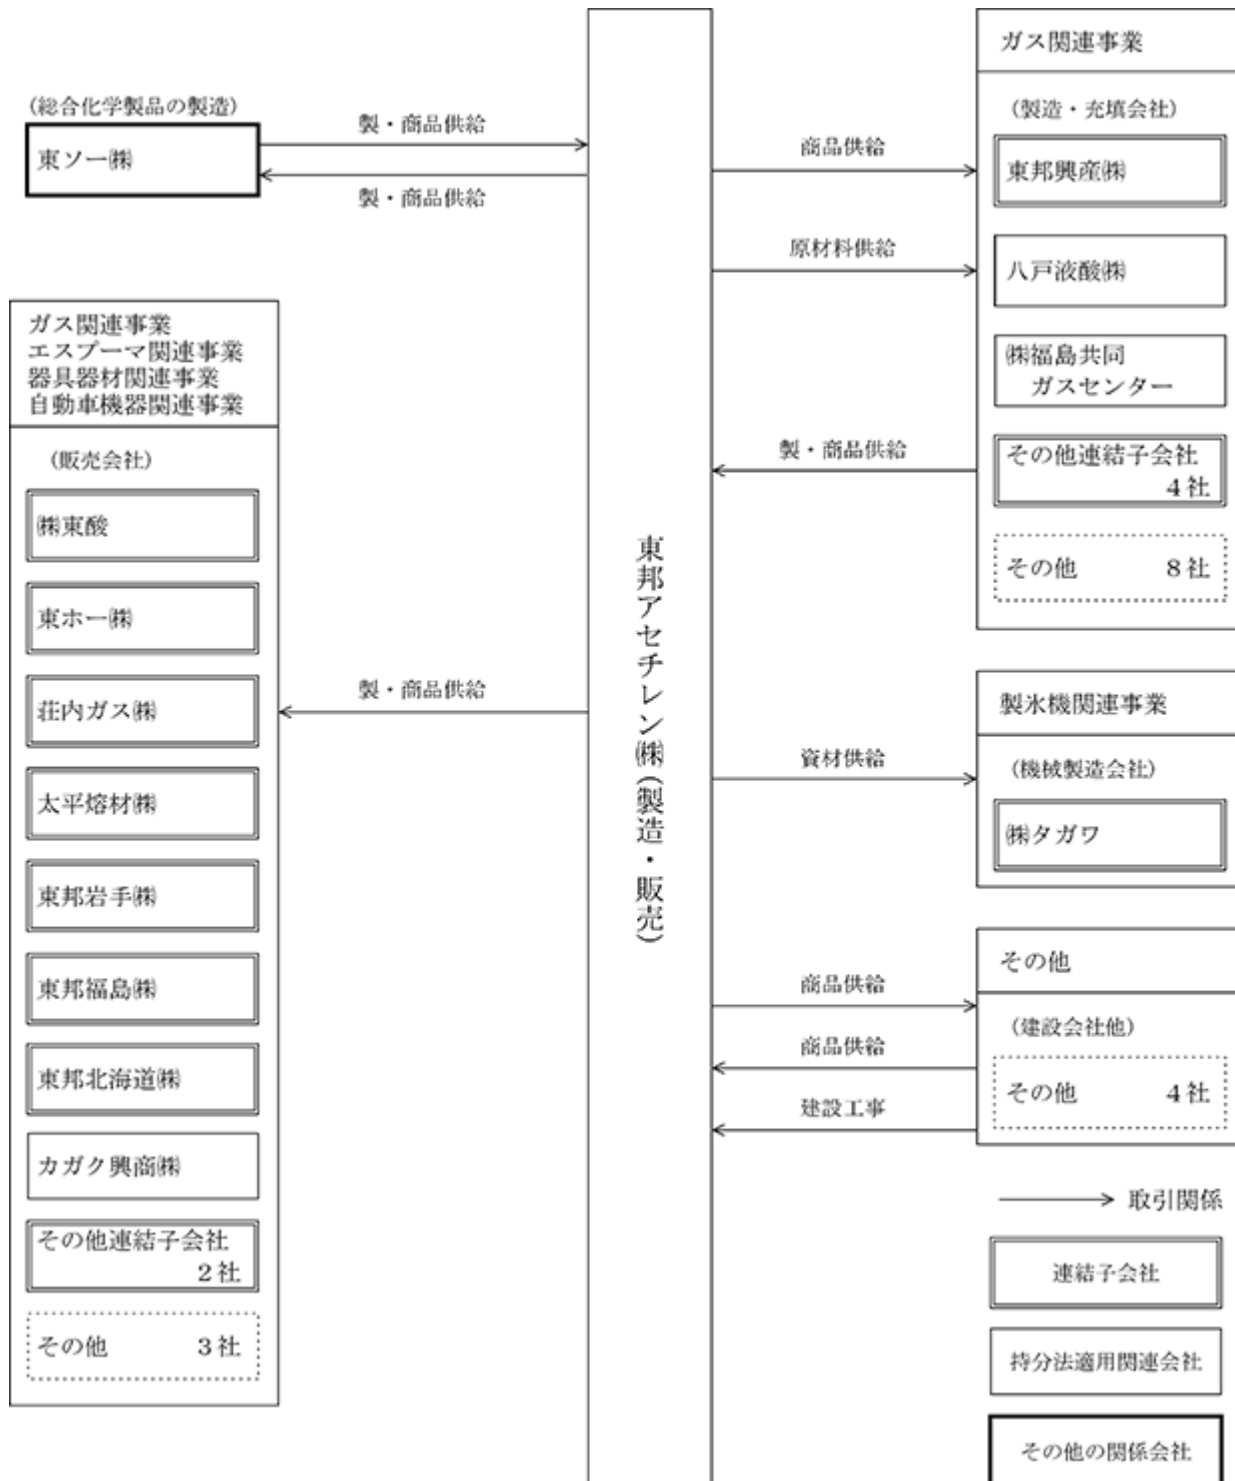 (総合化学製品の製造)
東ソー㈱
製・商品供給
製・商品供給
ガス関連事業
エスプーマ関連事業
器具器材関連事業
自動車機器関連事業
(販売会社)
㈱東酸
東ホー㈱
荘内ガス㈱
太平熔材㈱
東邦岩手㈱
東邦福島㈱
東邦北海道㈱
カガク興商㈱
その他連結子会社
2社
その他 3社
製・商品供給
東邦アセチレン㈱(製造・販売)
ガス関連事業
(製造・充填会社)
商品供給
東邦興産㈱
原材料供給
八戸液酸㈱
㈱福島共同
ガスセンター
製・商品供給
その他連結子会社
4社
その他 8社
製氷機関連事業
(機械製造会社)
資材供給
㈱タガワ
その他
(建設会社他)
商品供給
商品供給
建設工事
その他 4社
取引関係
連結子会社
持分法適用関連会社
その他の関係会社